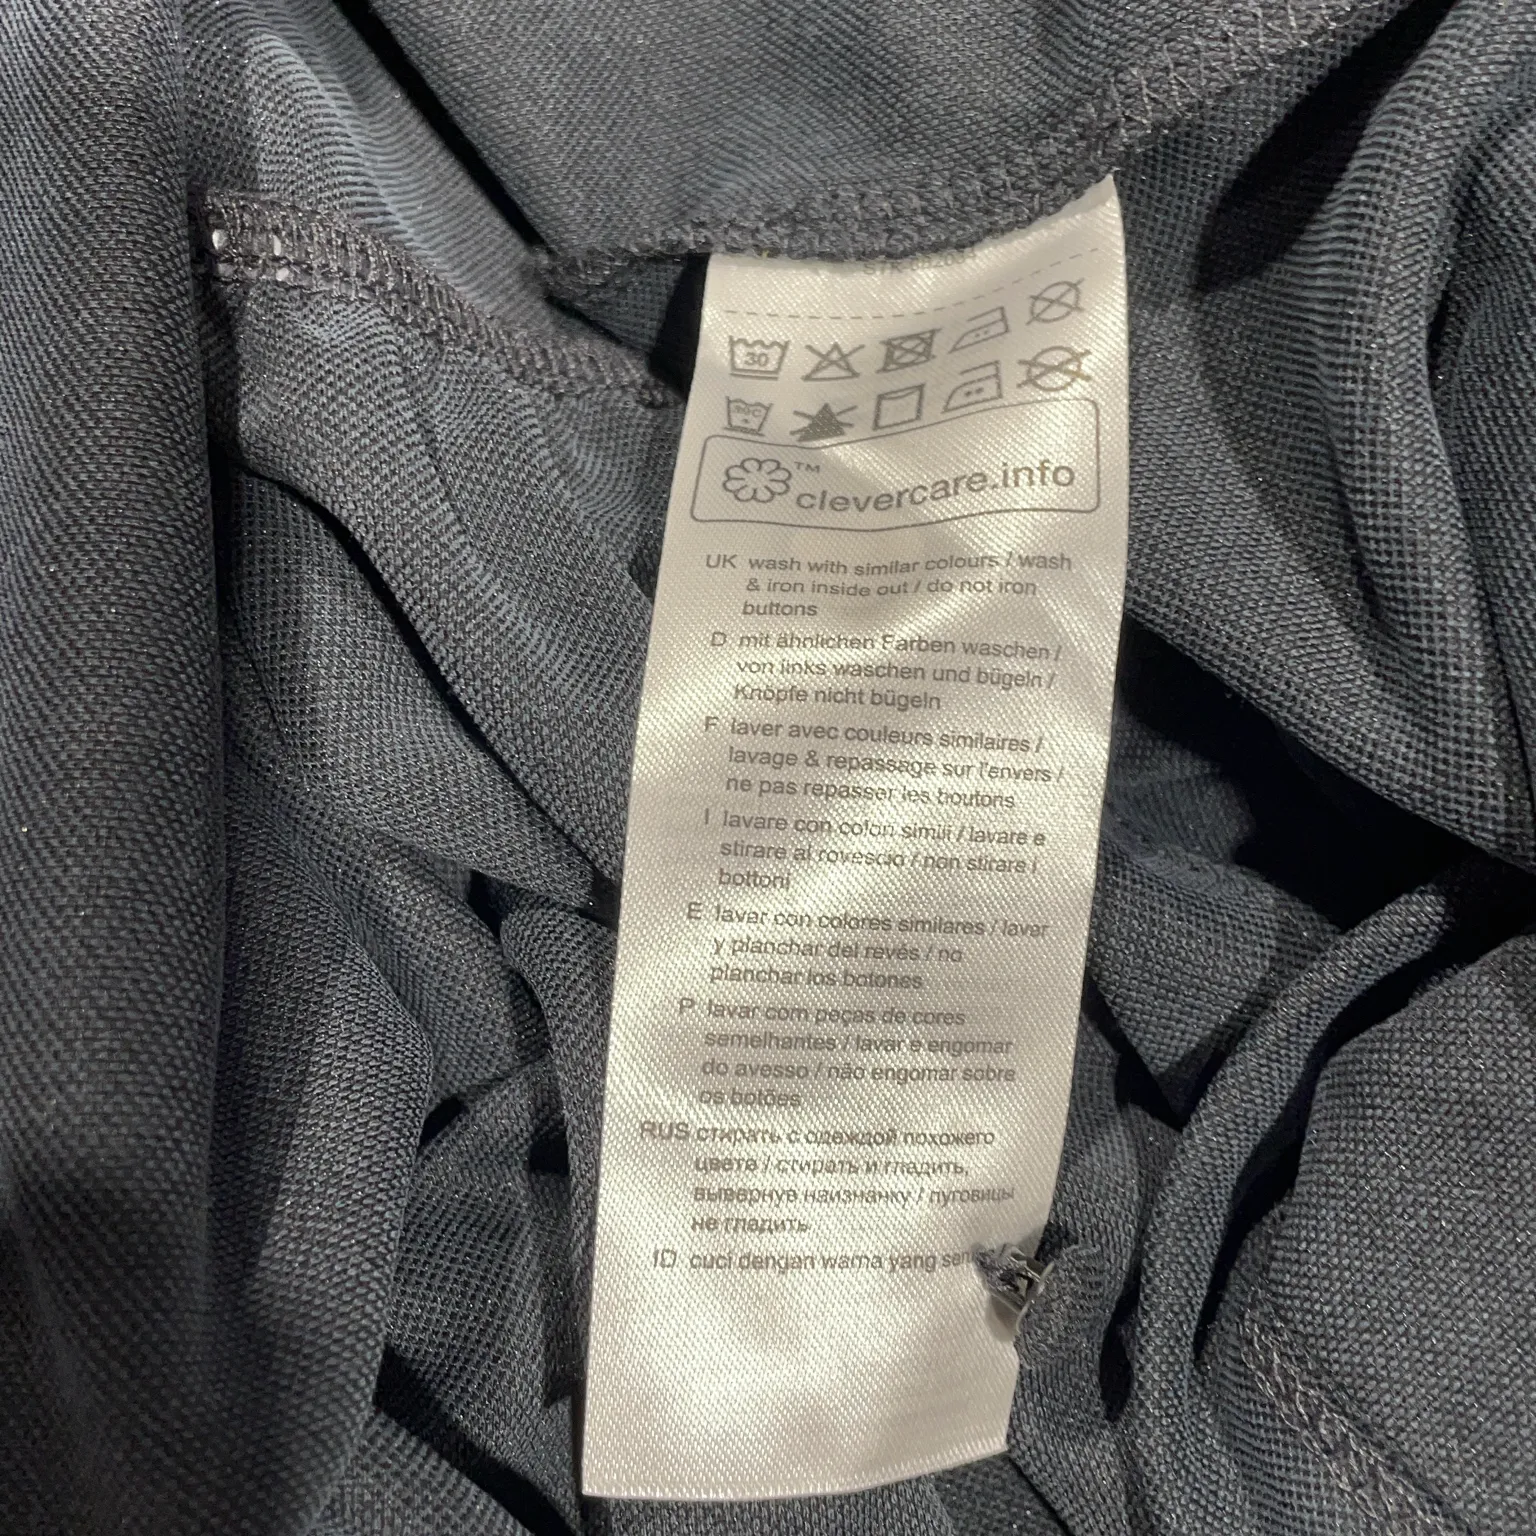 30
30C
™
clevercare.info
UK wash with similar colours / wash
& iron inside out / do not iron
buttons
D mit ähnlichen Farben waschen /
von links waschen und bügeln /
Knöpfe nicht bügeln
F laver avec couleurs similaires /
lavage & repassage sur l'envers /
ne pas repasser les boutons
I lavare con colori simili / lavare e
stirare al rovescio / non stirare i
bottoni
E lavar con colores similares / lavar
y planchar del revés / no
planchar los botones
P lavar com peças de cores
semelhantes / lavar e engomar
do avesso / não engomar sobre
os botões
RUS стирать с одеждой похожего
цвета / стирать и гладить,
вывернув наизнанку / пуговицы
не гладить
ID cuci dengan warna yang